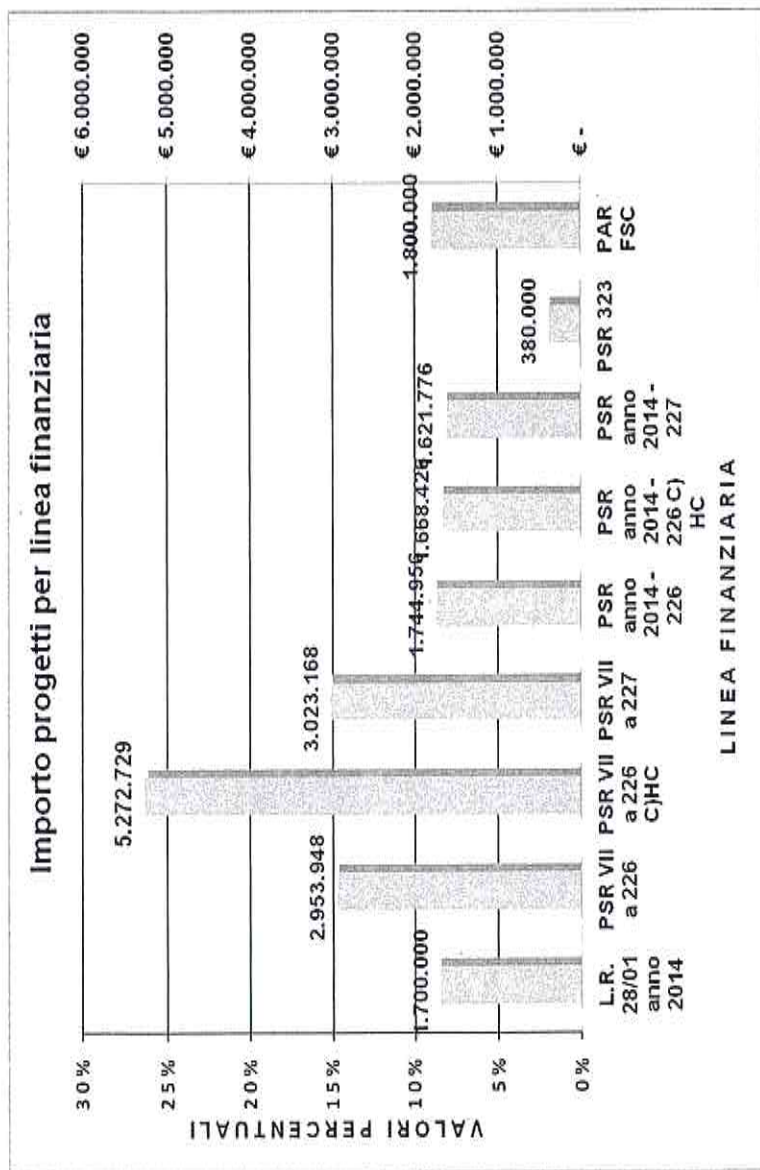 Importo progetti per linea finanziaria
VALORI PERCENTUALI
30%
25%
20%
15%
10%
5%
0%
€ 6.000.000
€ 5.000.000
€ 4.000.000
€ 3.000.000
€ 2.000.000
€ 1.000.000
€ -
1.700.000
2.953.948
5.272.729
3.023.168
1.744.956
1.668.426
1.621.776
380.000
1.800.000
L.R.
28/01
anno
2014
PSR VII
a 226
PSR VII
a 226
C)HC
PSR VII
a 227
PSR
anno
2014 -
226
PSR
anno
2014 -
226 C)
HC
PSR
anno
2014 -
227
PSR 323
PAR
FSC
LINEA FINANZIARIA